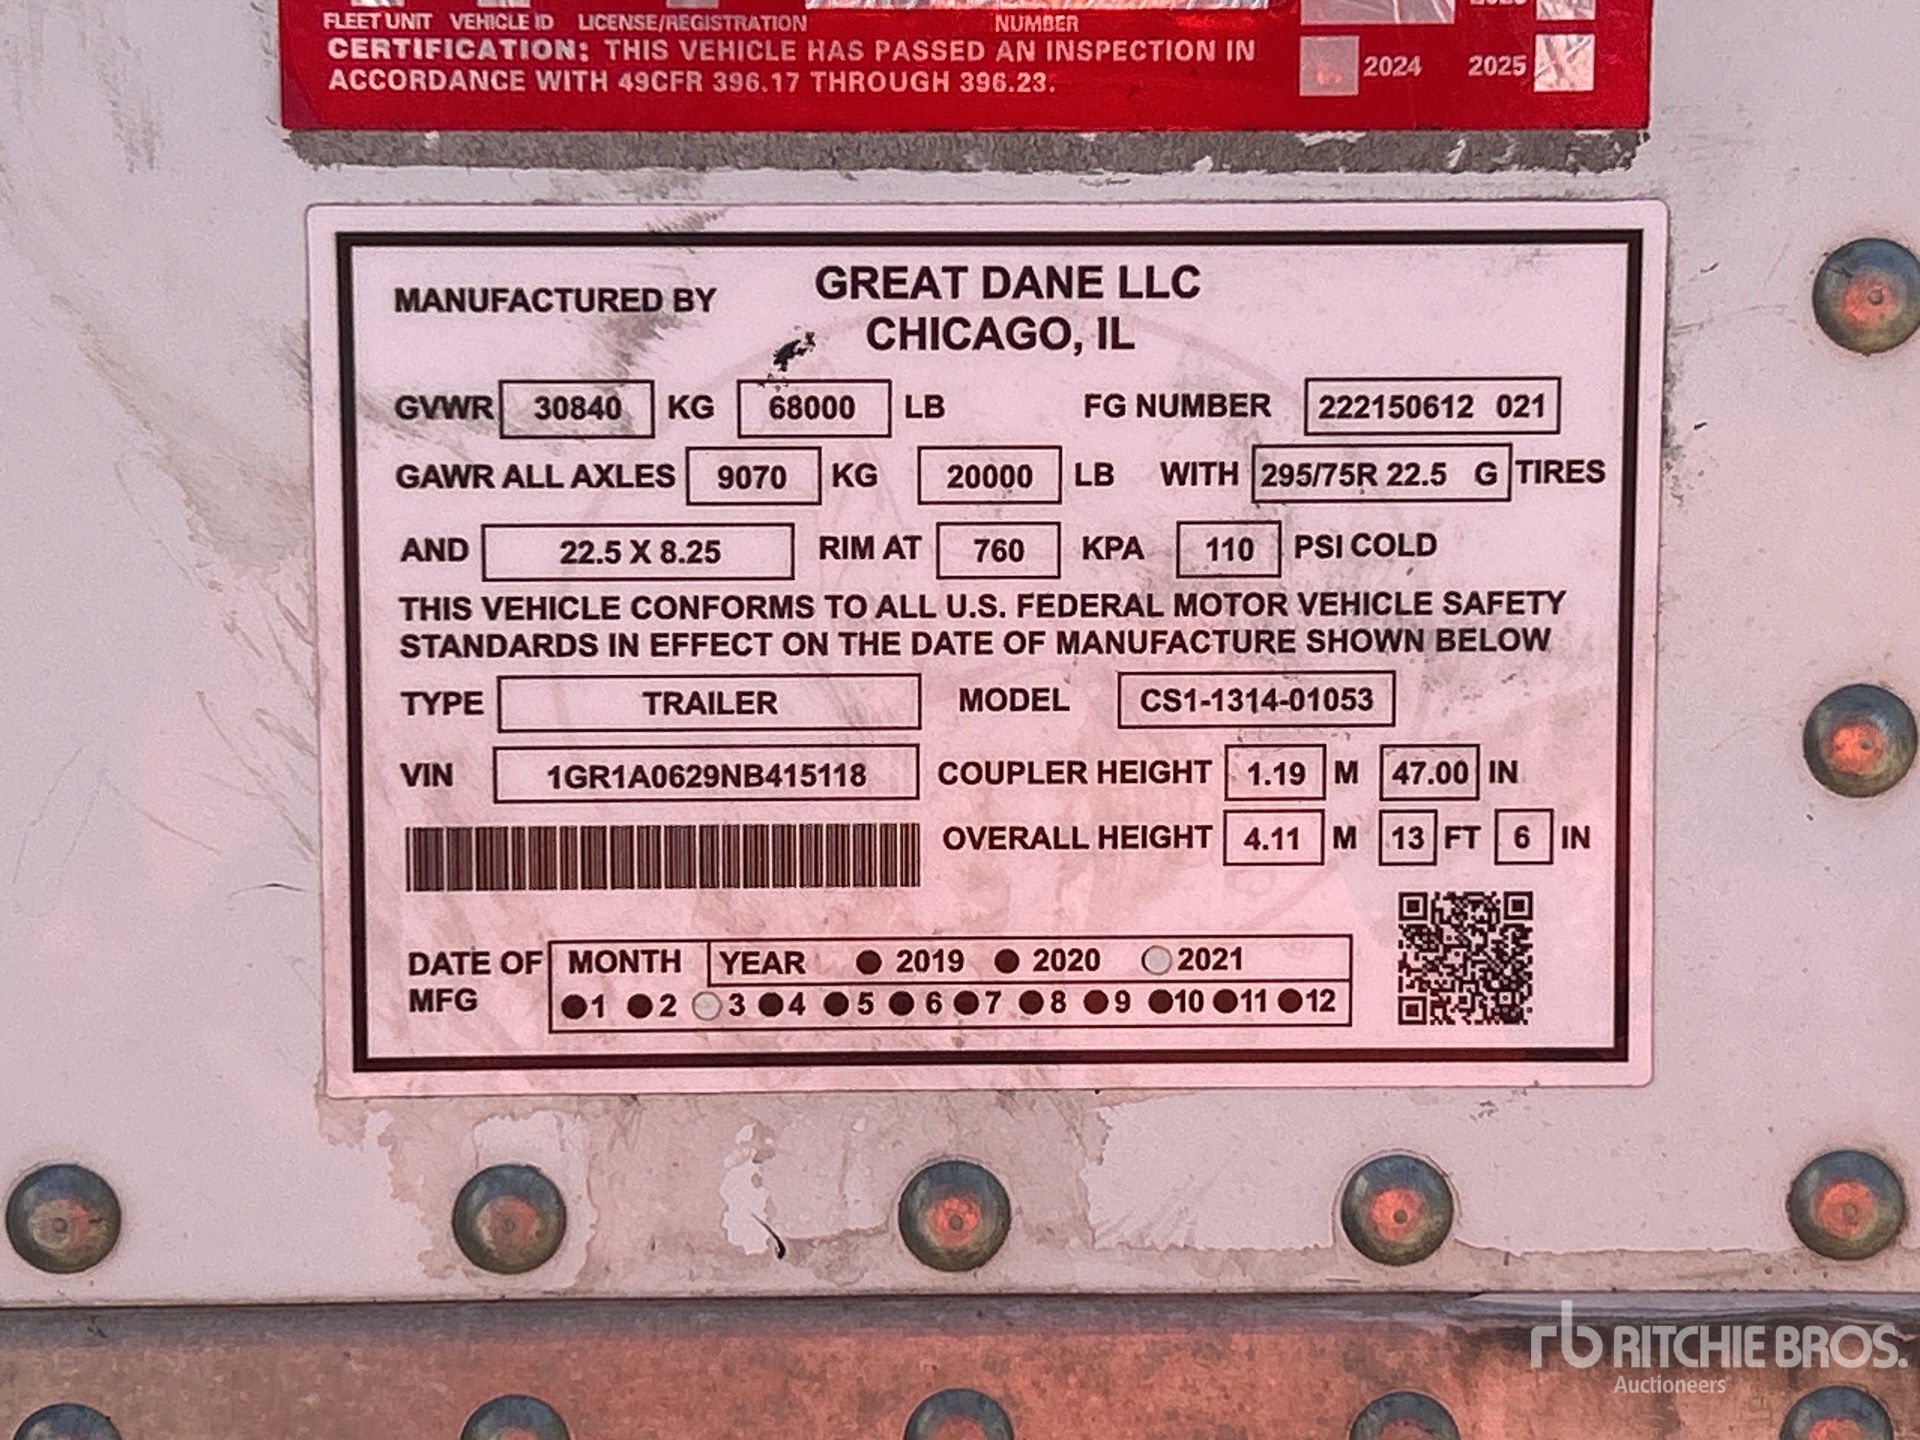 FLEET UNIT VEHICLE ID LICENSE/REGISTRATION NUMBER
CERTIFICATION: THIS VEHICLE HAS PASSED AN INSPECTION IN
ACCORDANCE WITH 49CFR 396.17 THROUGH 396.23.
2024 2025
MANUFACTURED BY GREAT DANE LLC
CHICAGO, IL
GVWR 30840 KG 68000 LB FG NUMBER 222150612 021
GAWR ALL AXLES 9070 KG 20000 LB WITH 295/75R 22.5 G TIRES
AND 22.5 X 8.25 RIM AT 760 KPA 110 PSI COLD
THIS VEHICLE CONFORMS TO ALL U.S. FEDERAL MOTOR VEHICLE SAFETY
STANDARDS IN EFFECT ON THE DATE OF MANUFACTURE SHOWN BELOW
TYPE TRAILER MODEL CS1-1314-01053
VIN 1GR1A0629NB415118 COUPLER HEIGHT 1.19 M 47.00 IN
OVERALL HEIGHT 4.11 M 13 FT 6 IN
DATE OF MONTH YEAR 2019 2020 2021
MFG 1 2 3 4 5 6 7 8 9 10 11 12
rb RITCHIE BROS.
Auctioneers